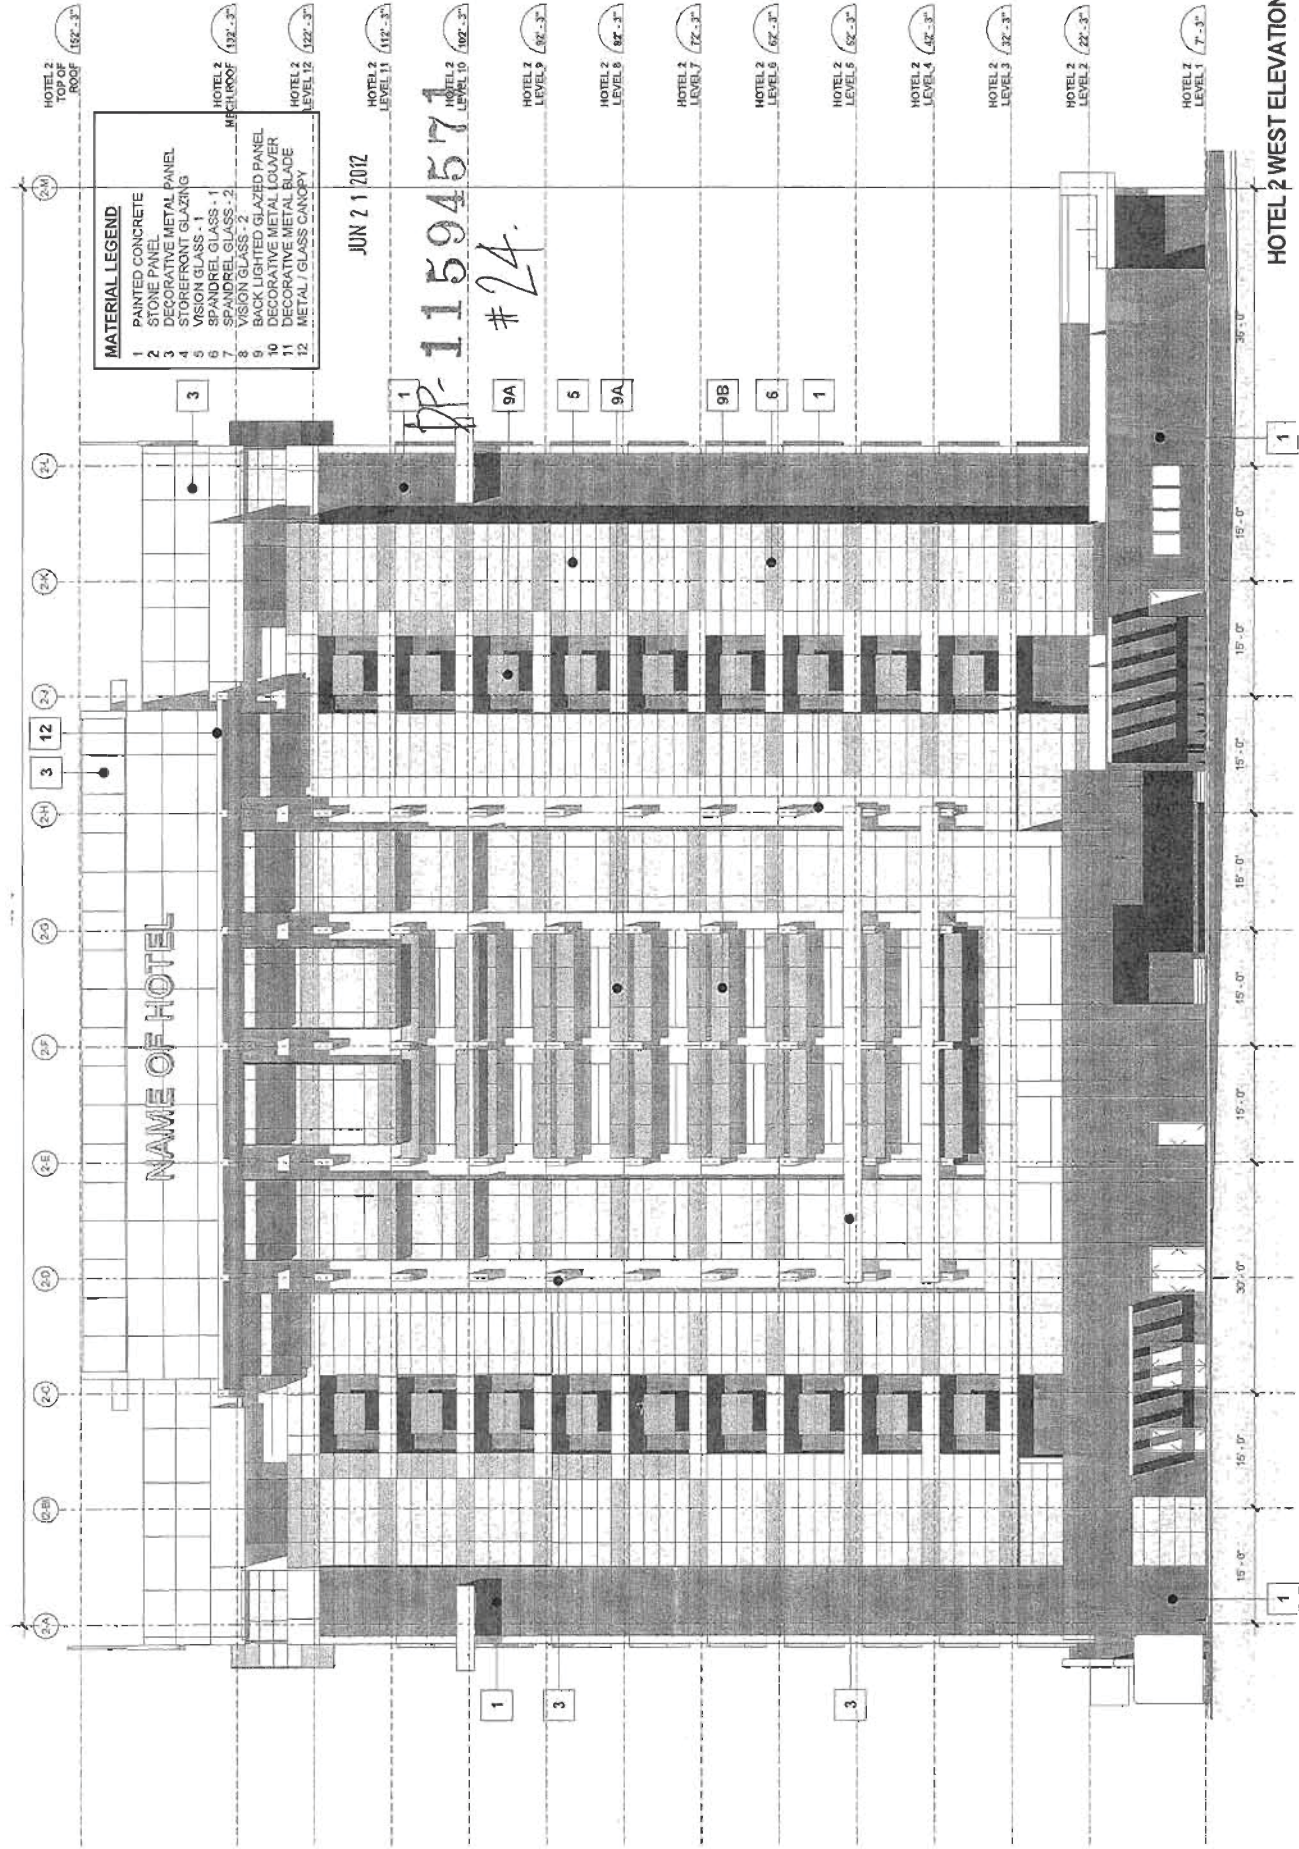 2-A
2-B
2-C
2-D
2-E
2-F
2-G
2-H
2-J
2-K
2-L
2-M
3
12
3
NAME OF HOTEL
MATERIAL LEGEND
1 PAINTED CONCRETE
2 STONE PANEL
3 DECORATIVE METAL PANEL
4 STOREFRONT GLAZING
5 VISION GLASS - 1
6 SPANDREL GLASS - 1
7 SPANDREL GLASS - 2
8 VISION GLASS - 2
9 BACK LIGHTED GLAZED PANEL
10 DECORATIVE METAL LOUVER
11 DECORATIVE METAL BLADE
12 METAL / GLASS CANOPY
JUN 21 2012
DP- 11594571
#24.
HOTEL 2
TOP OF
ROOF
152' - 3"
HOTEL 2
MECH.ROOF
132' - 3"
HOTEL 2
LEVEL 12
122' - 3"
HOTEL 2
LEVEL 11
112' - 3"
HOTEL 2
LEVEL 10
102' - 3"
HOTEL 2
LEVEL 9
92' - 3"
HOTEL 2
LEVEL 8
82' - 3"
HOTEL 2
LEVEL 7
72' - 3"
HOTEL 2
LEVEL 6
62' - 3"
HOTEL 2
LEVEL 5
52' - 3"
HOTEL 2
LEVEL 4
42' - 3"
HOTEL 2
LEVEL 3
32' - 3"
HOTEL 2
LEVEL 2
22' - 3"
HOTEL 2
LEVEL 1
7' - 3"
1
9A
5
9A
9B
6
1
1
3
3
15' - 0"
15' - 0"
30' - 0"
15' - 0"
15' - 0"
15' - 0"
15' - 0"
15' - 0"
15' - 0"
36' - 0"
1
1
HOTEL 2 WEST ELEVATION